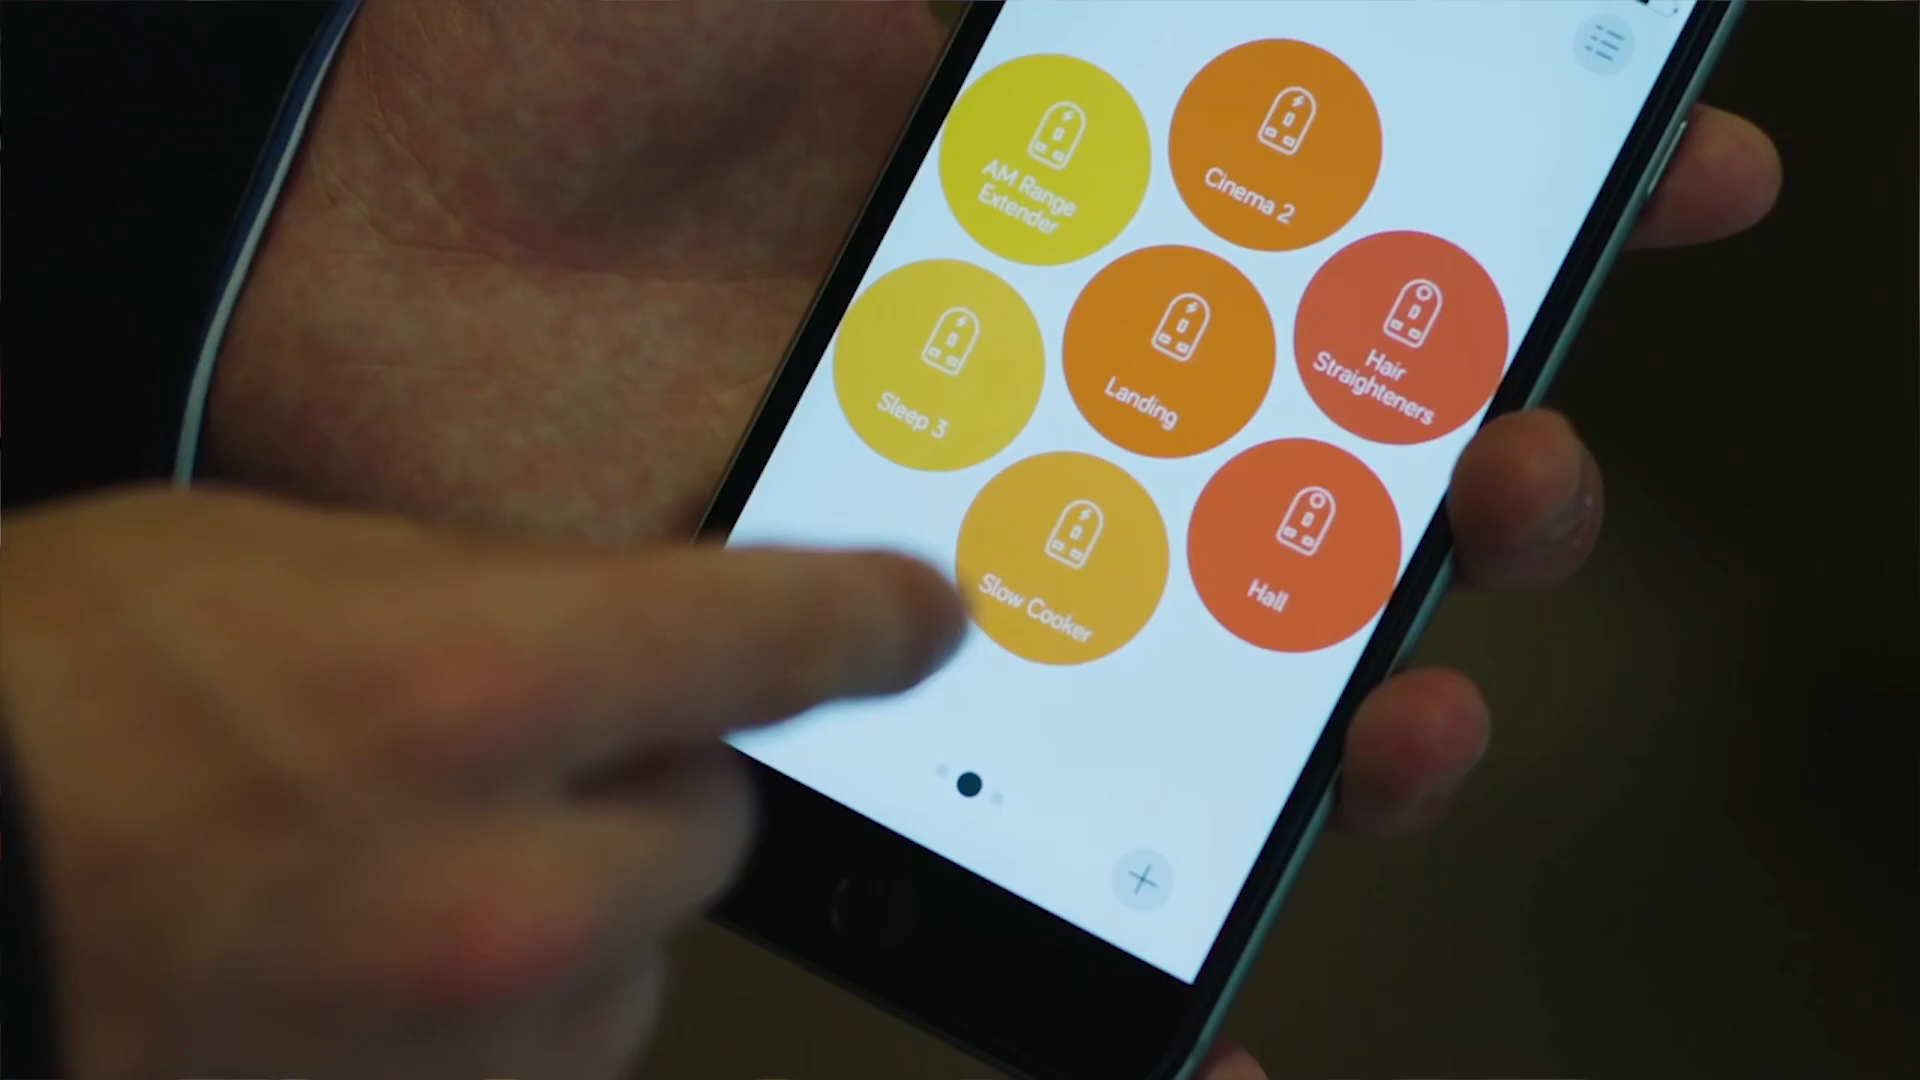 AM Range
Extender
Cinema 2
Sleep 3
Landing
Hair
Straighteners
Slow Cooker
Hall